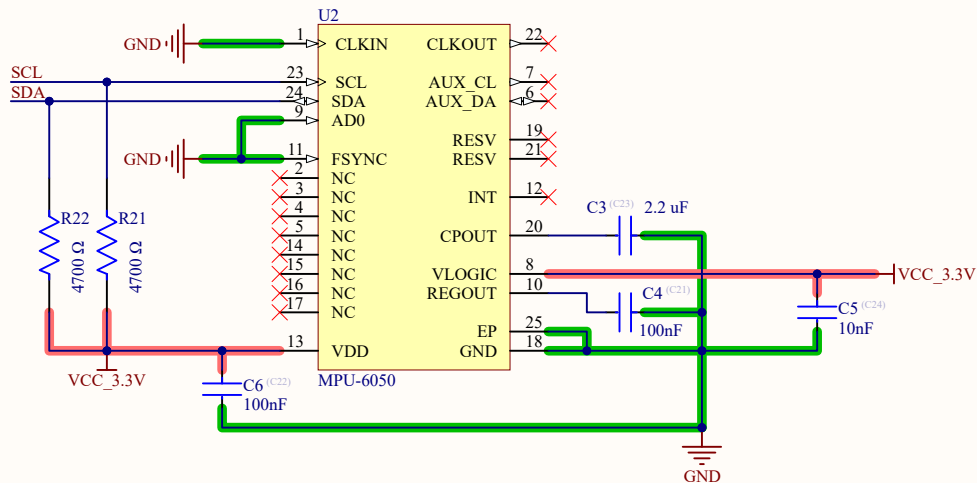 U2
GND 1 CLKIN CLKOUT 22
SCL 23 SCL AUX_CL 7
SDA 24 SDA AUX_DA 6
9 AD0
RESV 19
GND 11 FSYNC RESV 21
2 NC
3 NC INT 12
4 NC
5 NC CPOUT 20 C3 (C23) 2.2 uF
14 NC
15 NC VLOGIC 8 VCC_3.3V
16 NC REGOUT 10 C4 (C21)
17 NC 100nF
R22 4700 Ω
R21 4700 Ω
C5 (C24)
10nF
EP 25
13 VDD GND 18
VCC_3.3V
MPU-6050
C6 (C22)
100nF
GND